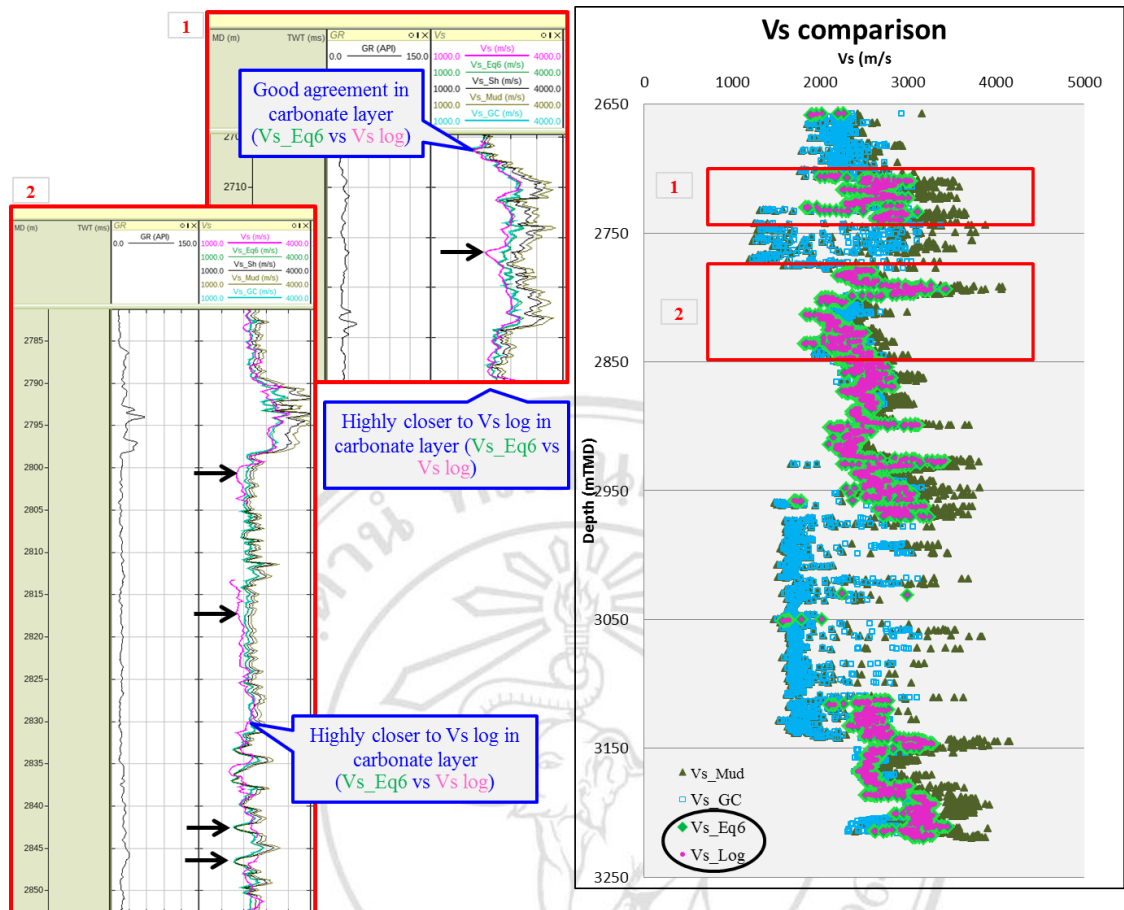 1
MD (m)
TWT (ms)
GR
Vs
GR (API)
0.0
150.0
Vs (m/s)
1000.0
4000.0
Vs_Eq6 (m/s)
1000.0
4000.0
Vs_Sh (m/s)
1000.0
4000.0
Vs_Mud (m/s)
1000.0
4000.0
Vs_GC (m/s)
1000.0
4000.0
Good agreement in
carbonate layer
(Vs_Eq6 vs Vs log)
2710
Highly closer to Vs log in
carbonate layer (Vs_Eq6 vs
Vs log)
2
MD (m)
TWT (ms)
GR
Vs
GR (API)
0.0
150.0
Vs (m/s)
1000.0
4000.0
Vs_Eq6 (m/s)
1000.0
4000.0
Vs_Sh (m/s)
1000.0
4000.0
Vs_Mud (m/s)
1000.0
4000.0
Vs_GC (m/s)
1000.0
4000.0
2785
2790
2795
2800
2805
2810
2815
2820
2825
2830
2835
2840
2845
2850
Highly closer to Vs log in
carbonate layer
(Vs_Eq6 vs Vs log)
Vs comparison
Vs (m/s
0
1000
2000
3000
4000
5000
Depth (mTMD)
2650
2750
2850
2950
3050
3150
3250
1
2
Vs_Mud
Vs_GC
Vs_Eq6
Vs_Log